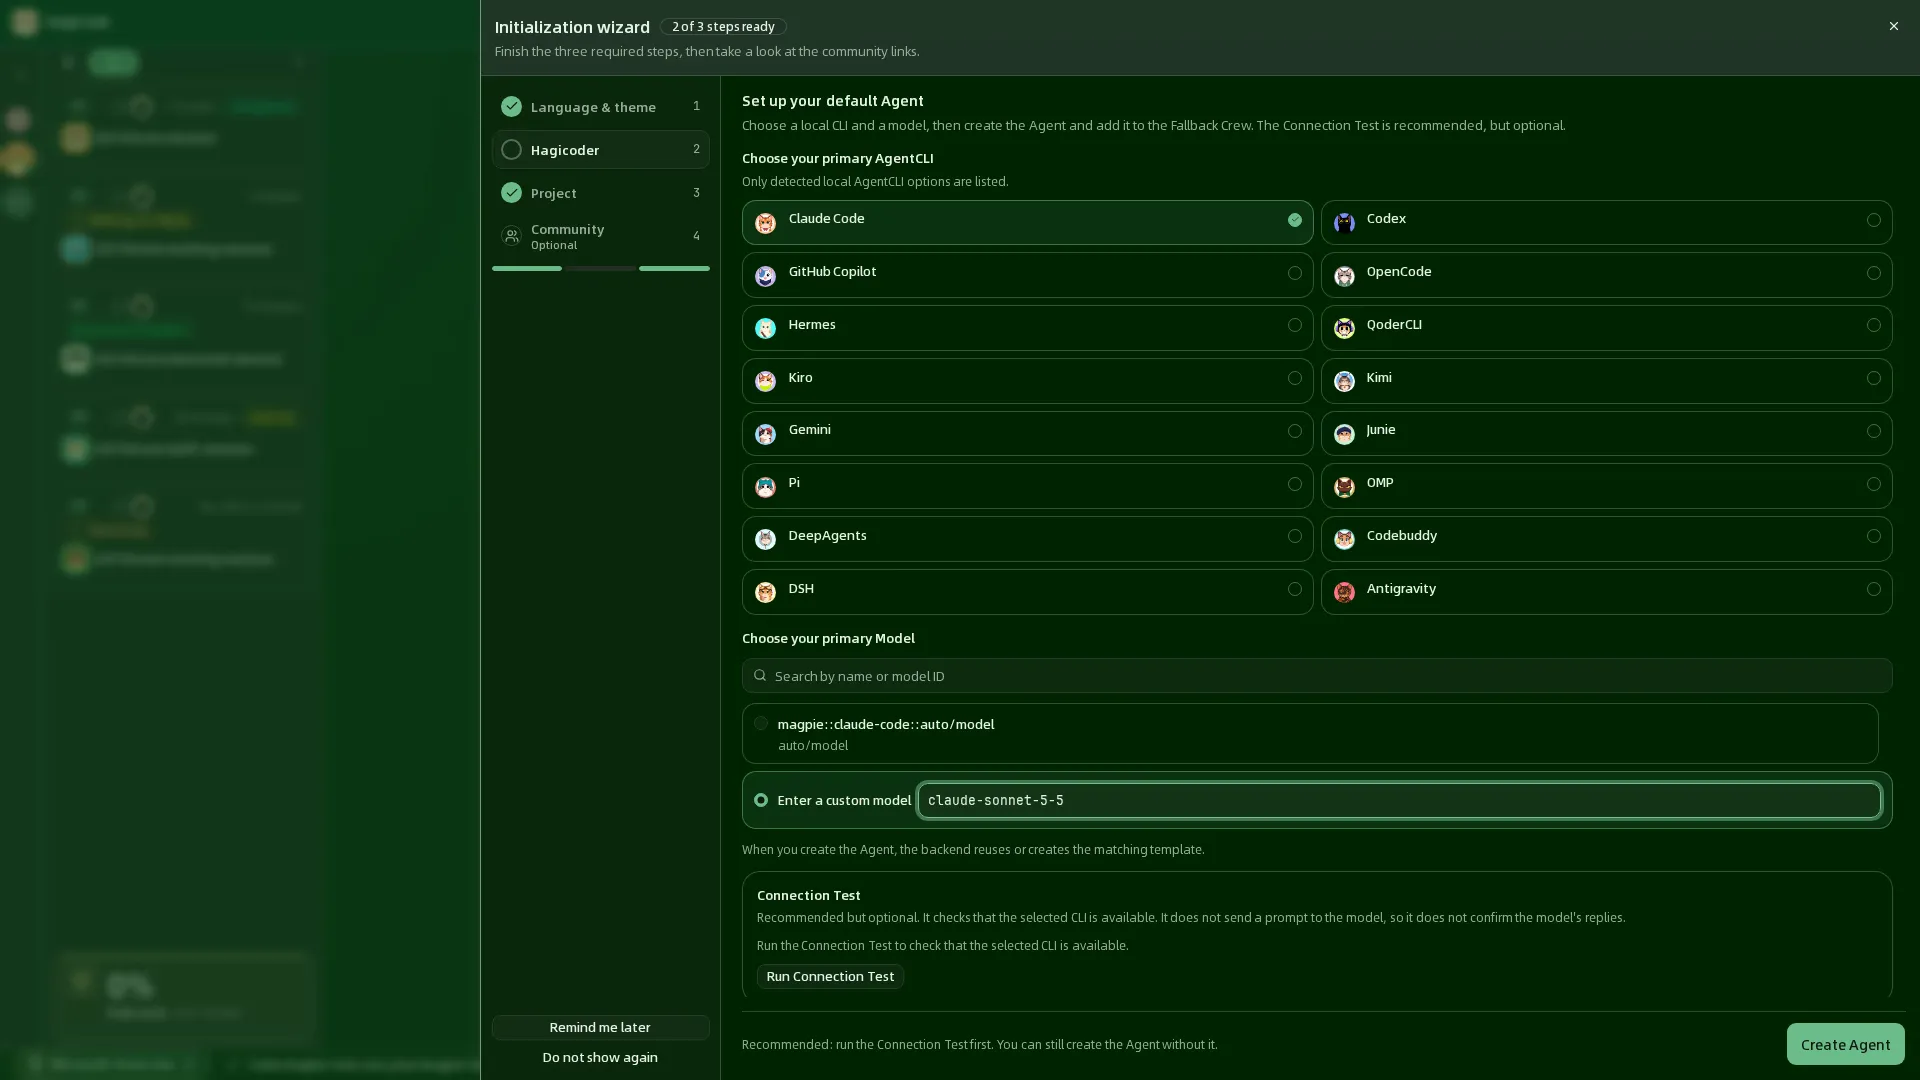 Initialization wizard
2 of 3 steps ready
Finish the three required steps, then take a look at the community links.
Language & theme
1
Hagicoder
2
Project
3
Community
Optional
4
Remind me later
Do not show again
Set up your default Agent
Choose a local CLI and a model, then create the Agent and add it to the Fallback Crew. The Connection Test is recommended, but optional.
Choose your primary AgentCLI
Only detected local AgentCLI options are listed.
Claude Code
Codex
GitHub Copilot
OpenCode
Hermes
QoderCLI
Kiro
Kimi
Gemini
Junie
Pi
OMP
DeepAgents
Codebuddy
DSH
Antigravity
Choose your primary Model
Search by name or model ID
magpie::claude-code::auto/model
auto/model
Enter a custom model
claude-sonnet-5-5
When you create the Agent, the backend reuses or creates the matching template.
Connection Test
Recommended but optional. It checks that the selected CLI is available. It does not send a prompt to the model, so it does not confirm the model's replies.
Run the Connection Test to check that the selected CLI is available.
Run Connection Test
Recommended: run the Connection Test first. You can still create the Agent without it.
Create Agent